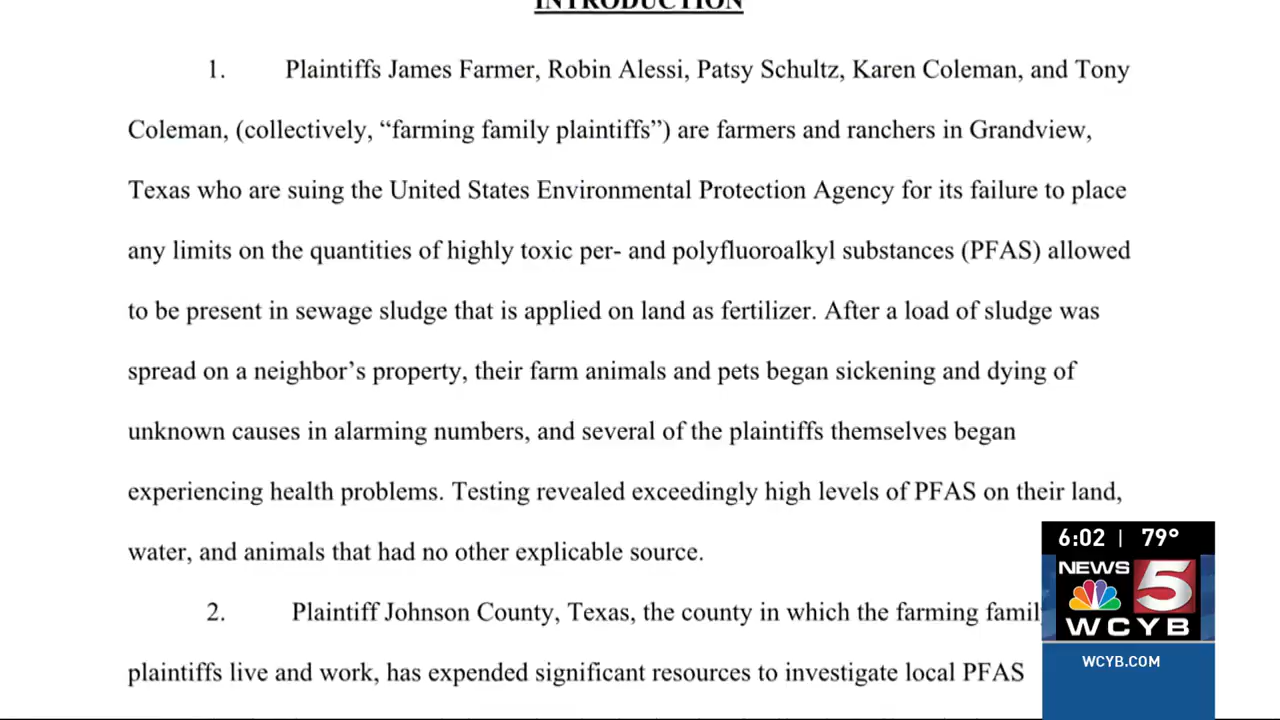 INTRODUCTION
1. Plaintiffs James Farmer, Robin Alessi, Patsy Schultz, Karen Coleman, and Tony
Coleman, (collectively, “farming family plaintiffs”) are farmers and ranchers in Grandview,
Texas who are suing the United States Environmental Protection Agency for its failure to place
any limits on the quantities of highly toxic per- and polyfluoroalkyl substances (PFAS) allowed
to be present in sewage sludge that is applied on land as fertilizer. After a load of sludge was
spread on a neighbor’s property, their farm animals and pets began sickening and dying of
unknown causes in alarming numbers, and several of the plaintiffs themselves began
experiencing health problems. Testing revealed exceedingly high levels of PFAS on their land,
water, and animals that had no other explicable source.
2. Plaintiff Johnson County, Texas, the county in which the farming family
plaintiffs live and work, has expended significant resources to investigate local PFAS
6:02 | 79°
NEWS 5
WCYB
WCYB.COM